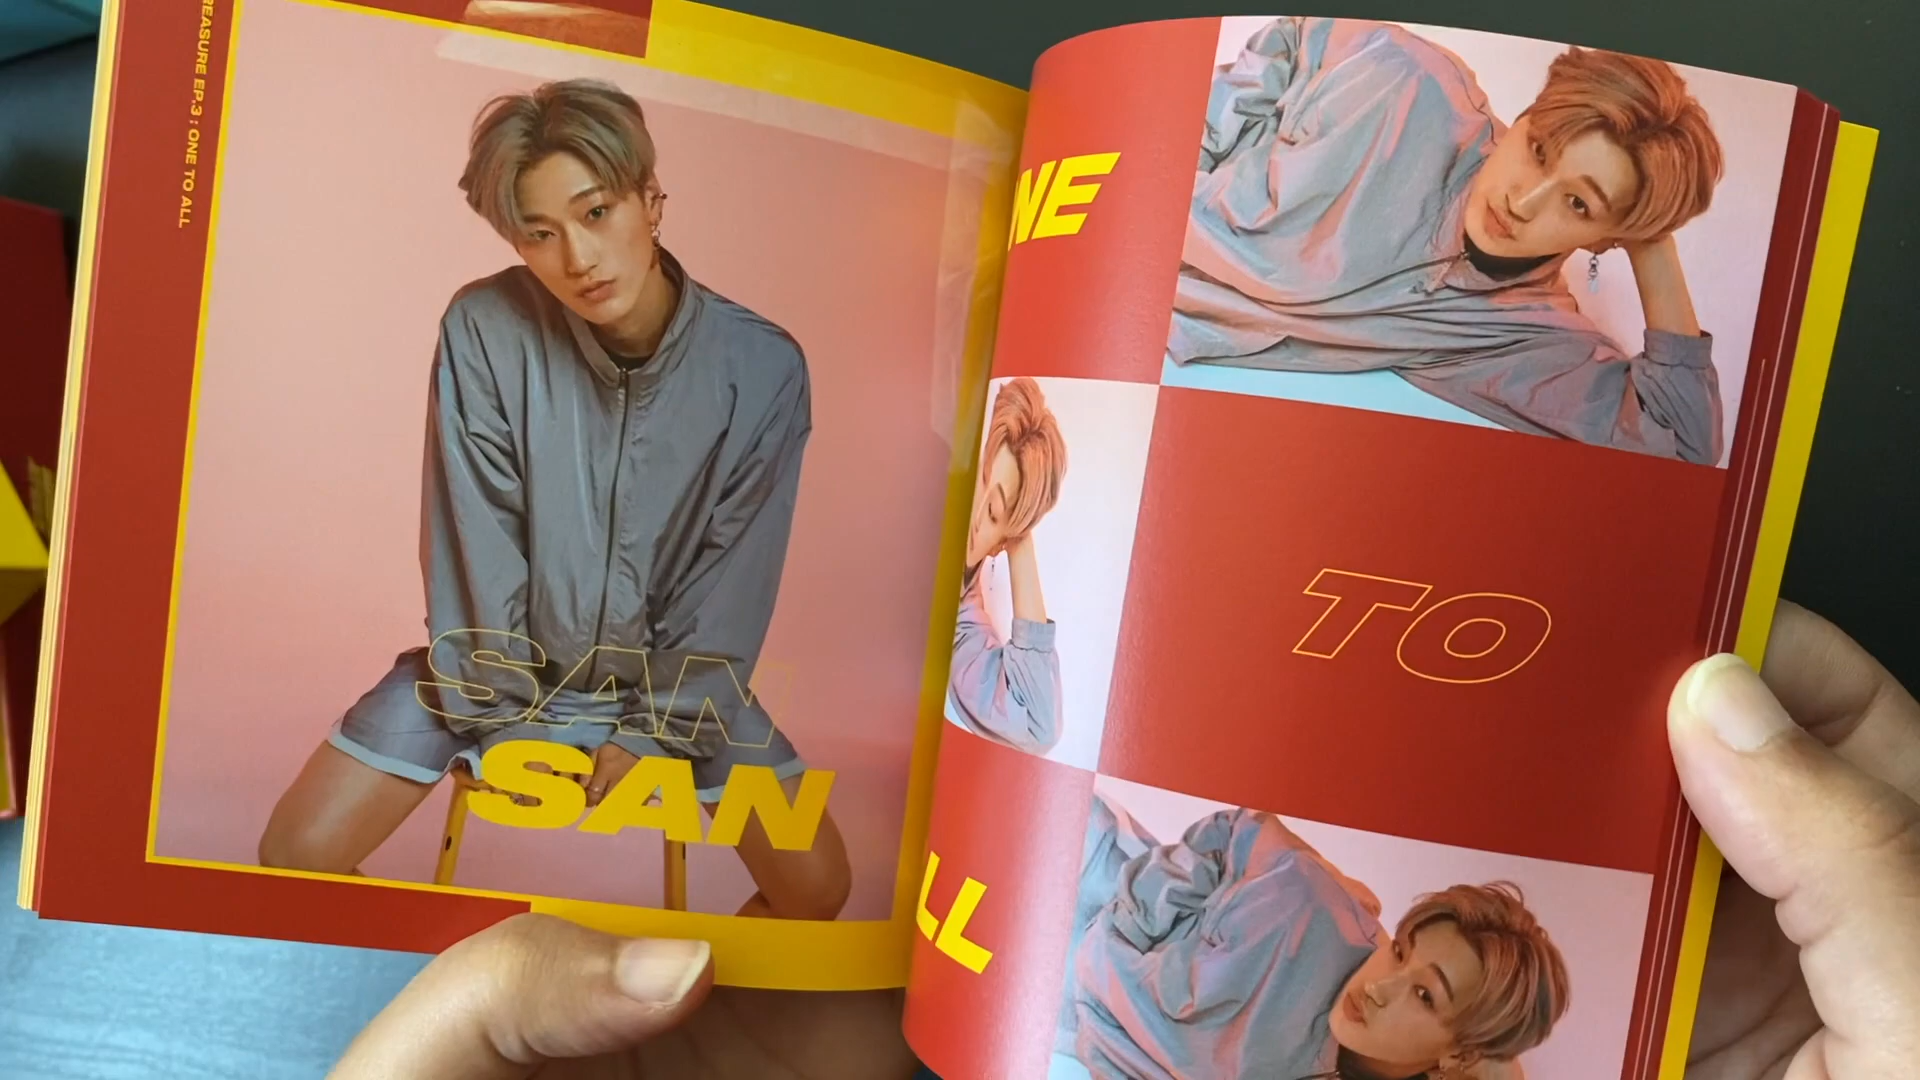 REASURE EP.3 : ONE TO ALL
SAN
SAN
NE
TO
LL